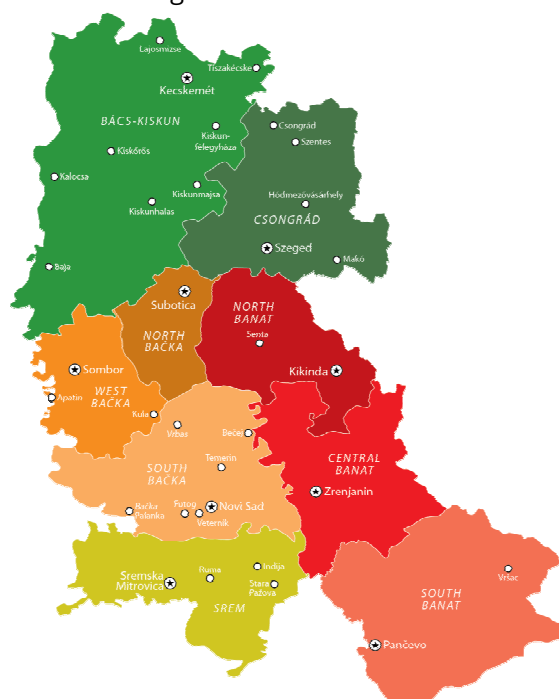 Lajosmizse
Tiszakécske
Kecskemét
BÁCS-KISKUN
Csongrád
Kiskun-
félegyháza
Szentes
Kiskőrös
Kalocsa
Kiskunmajsa
Hódmezővásárhely
Kiskunhalas
CSONGRÁD
Szeged
Makó
Baja
Subotica
NORTH
BANAT
NORTH
BAČKA
Senta
Sombor
Kikinda
WEST
BAČKA
Apatin
Kula
Vrbas
Bečej
CENTRAL
BANAT
Temerin
SOUTH
BAČKA
Zrenjanin
Bačka
Palanka
Futog
Novi Sad
Veternik
Inđija
Ruma
Vršac
Sremska
Mitrovica
Stara
Pazova
SREM
SOUTH
BANAT
Pančevo